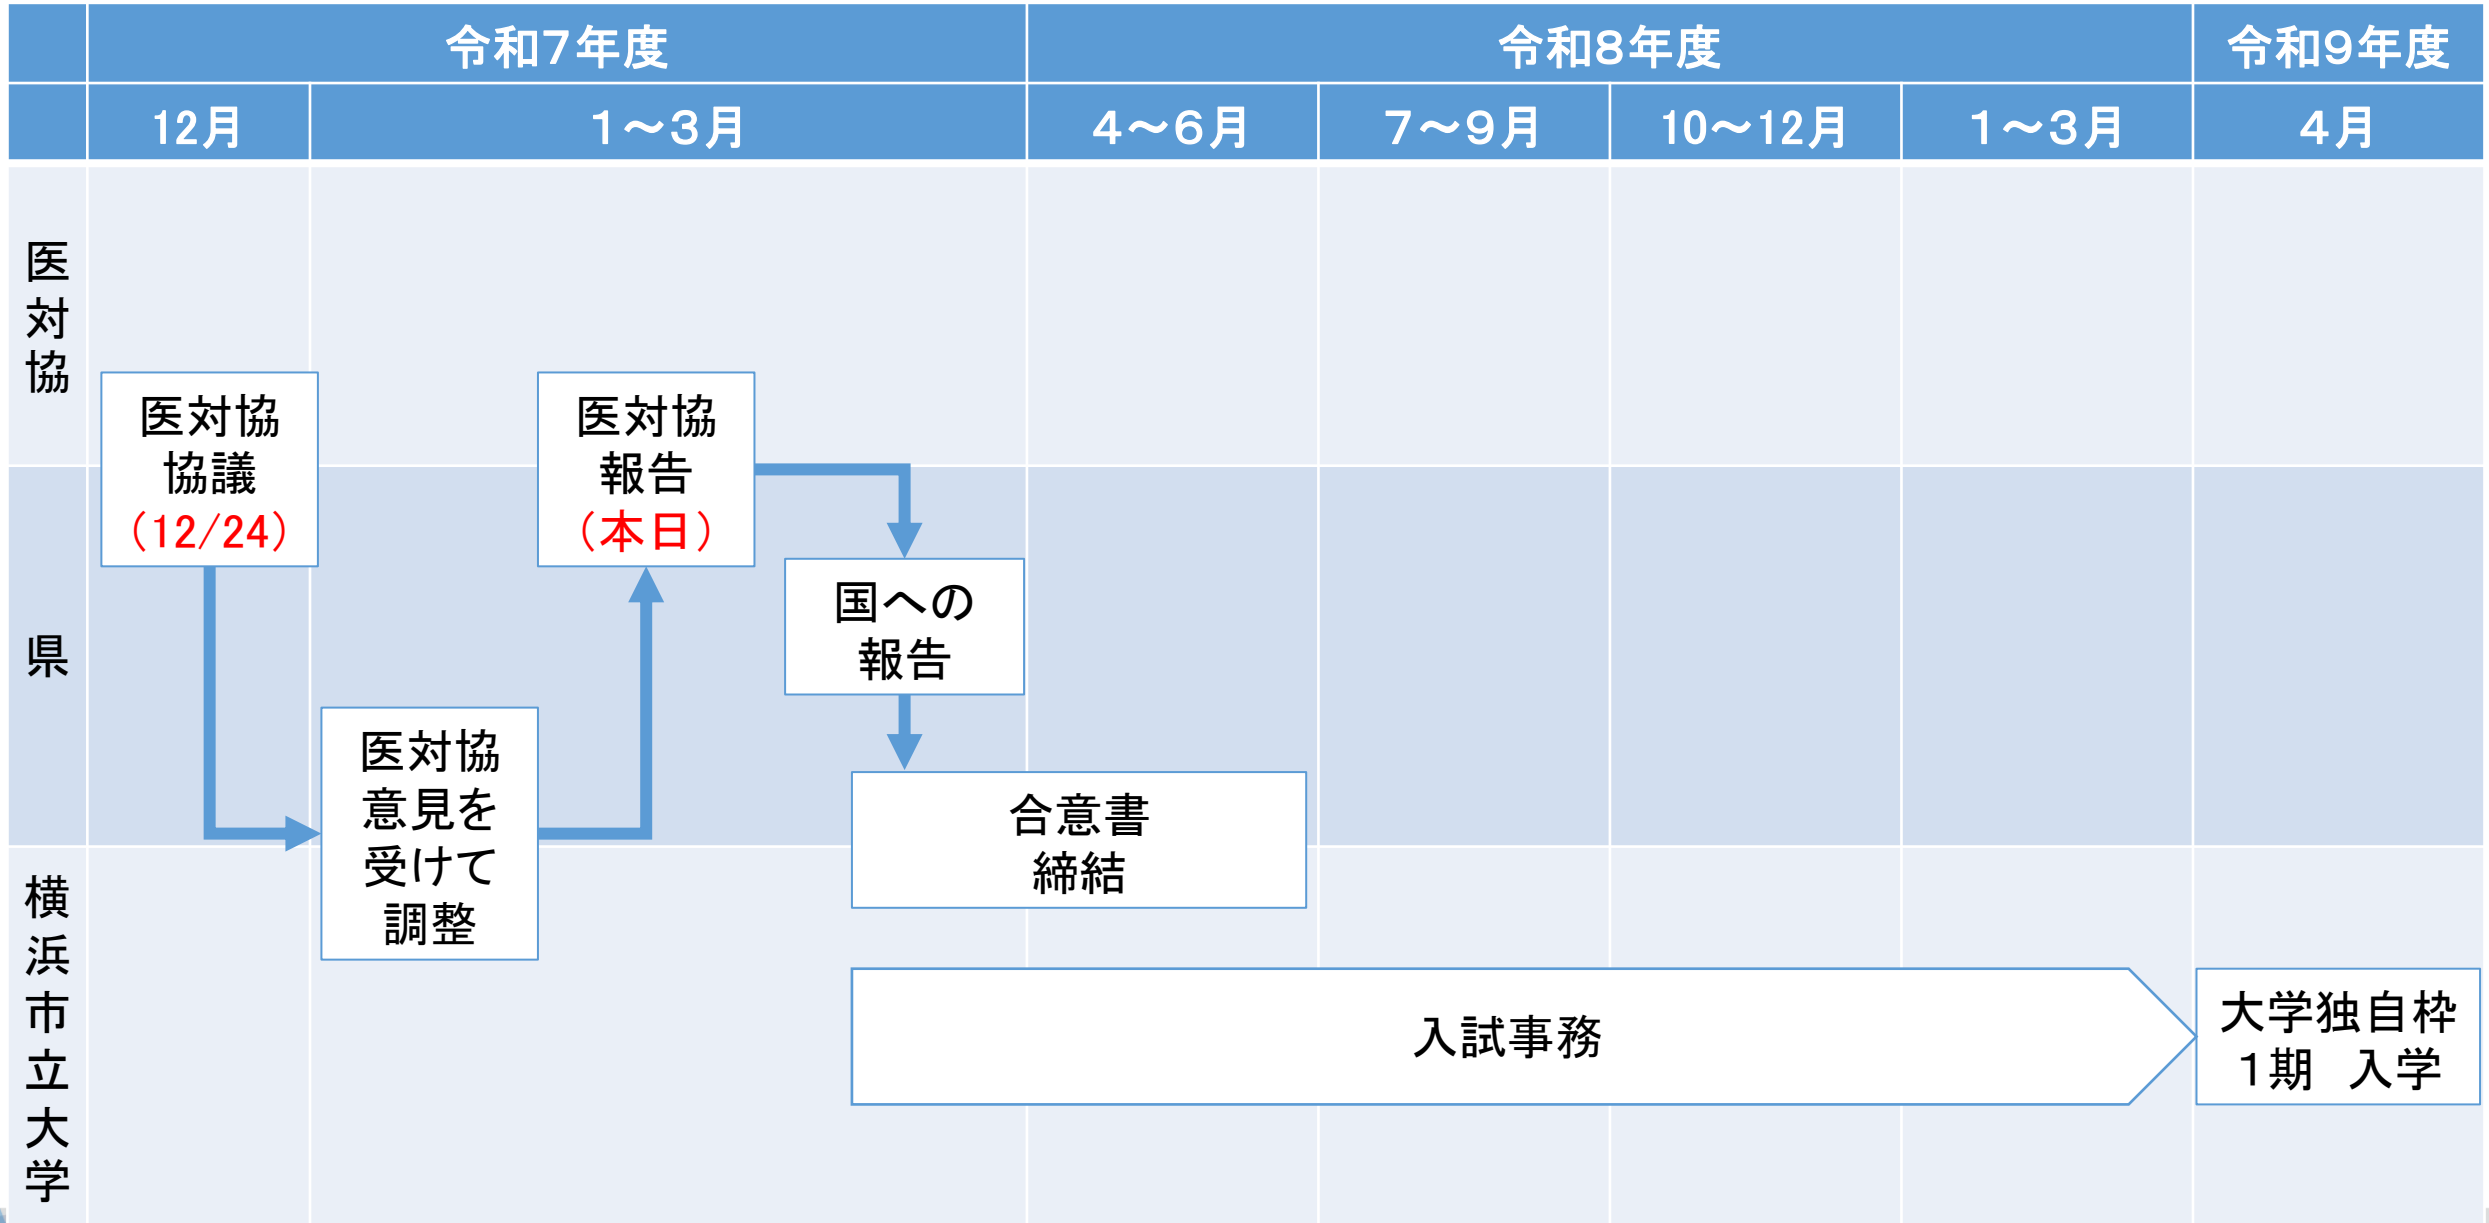 令和７年度
令和８年度
令和９年度
12月
１～３月
４～６月
７～９月
10～12月
１～３月
４月
医
対
協
医対協
協議
（12/24）
医対協
報告
（本日）
県
国への
報告
医対協
意見を
受けて
調整
合意書
締結
横
浜
市
立
大
学
入試事務
大学独自枠
１期　入学